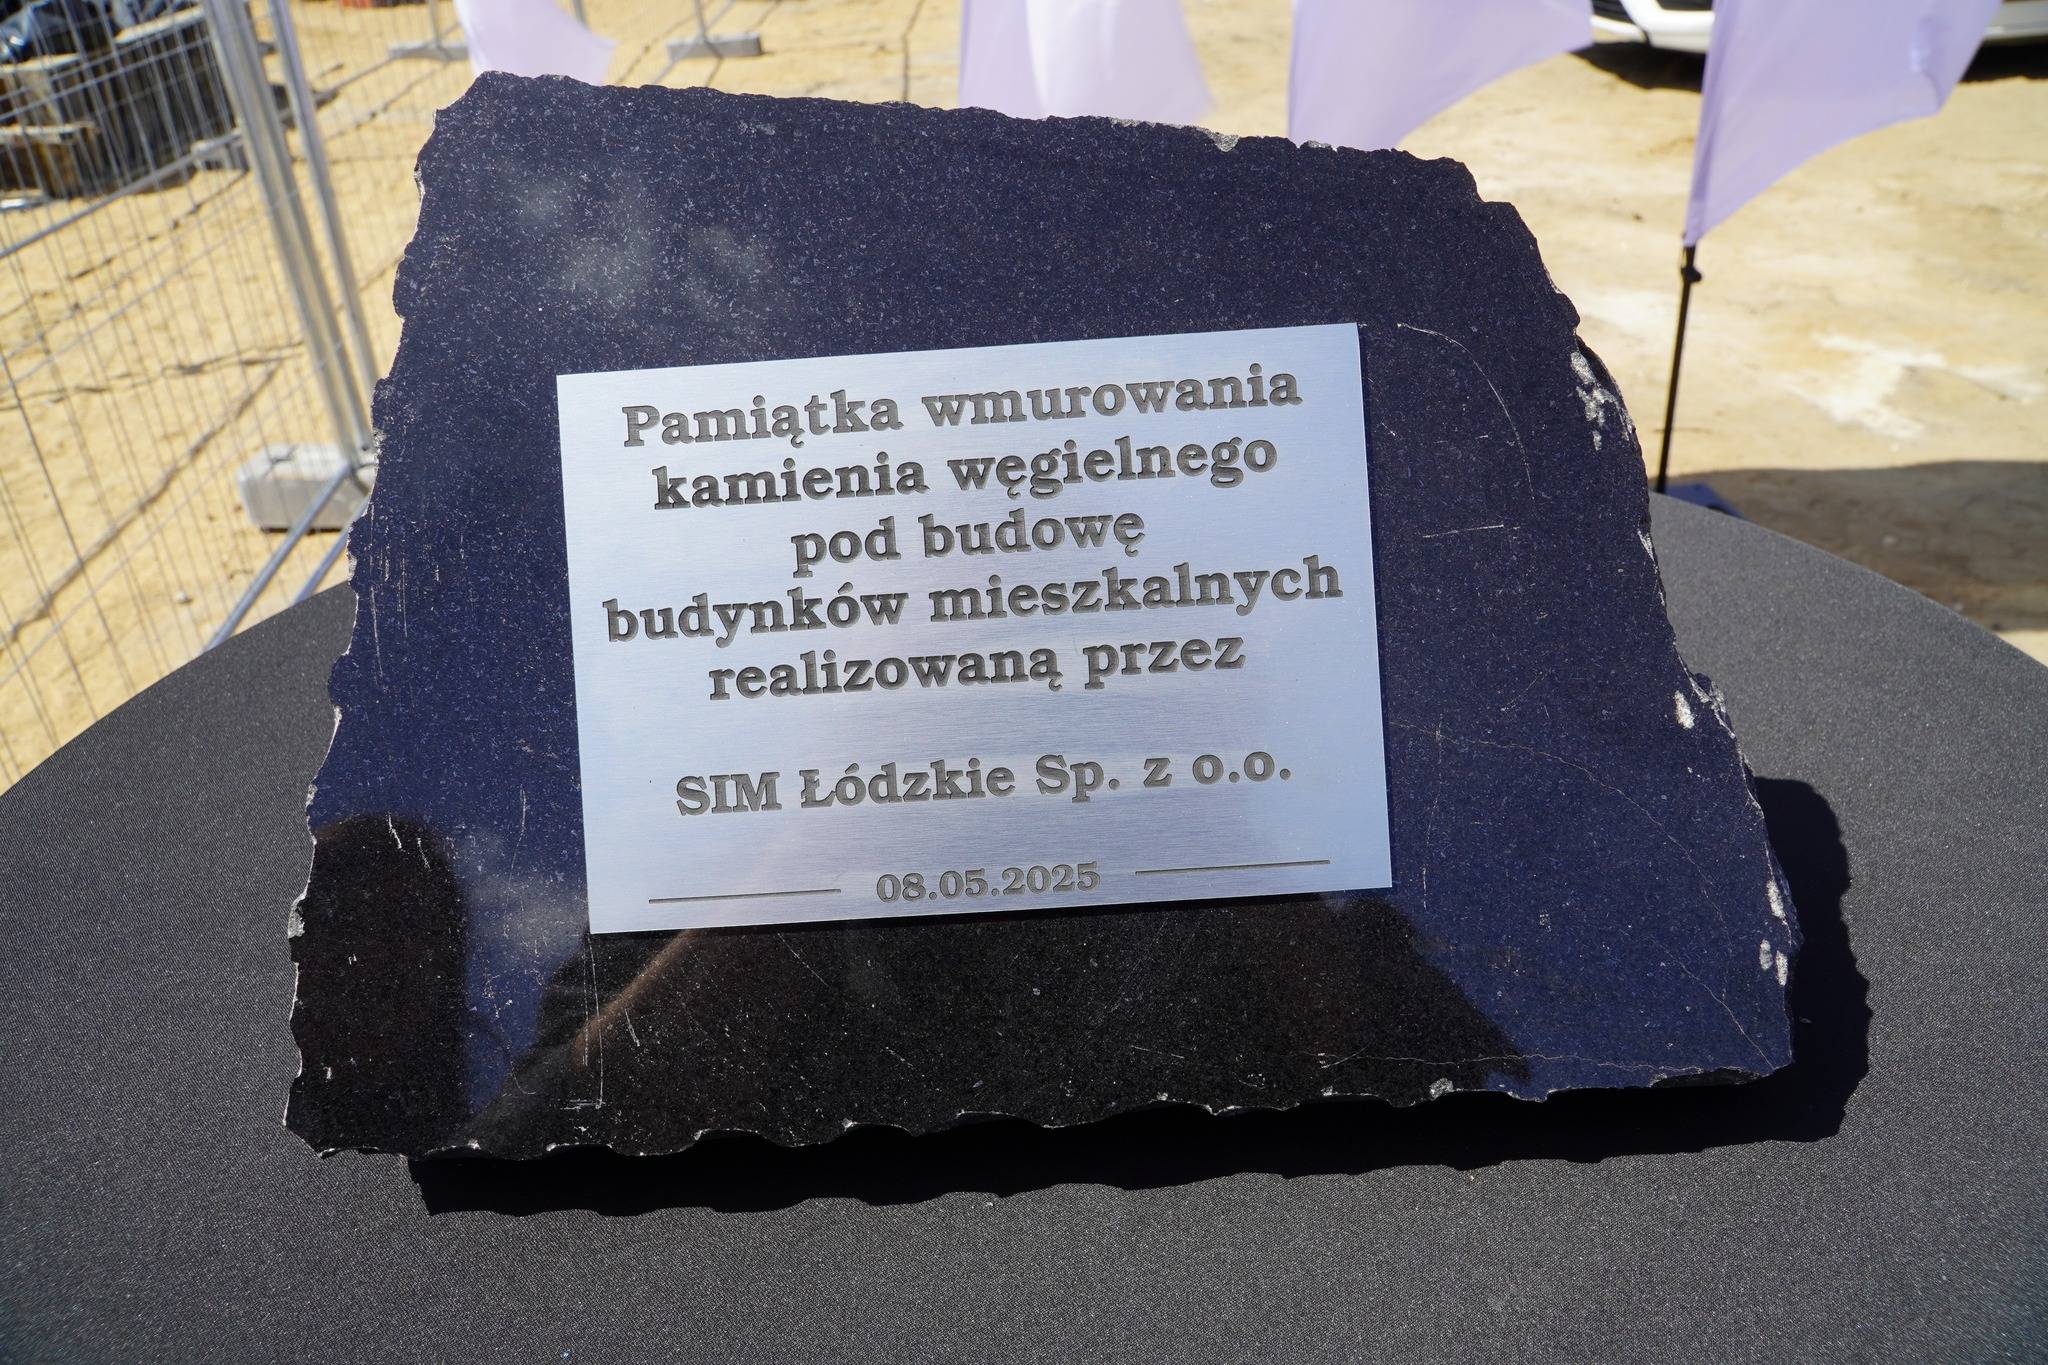 Pamiątka wmurowania
kamienia węgielnego
pod budowę
budynków mieszkalnych
realizowaną przez
SIM Łódzkie Sp. z o.o.
08.05.2025